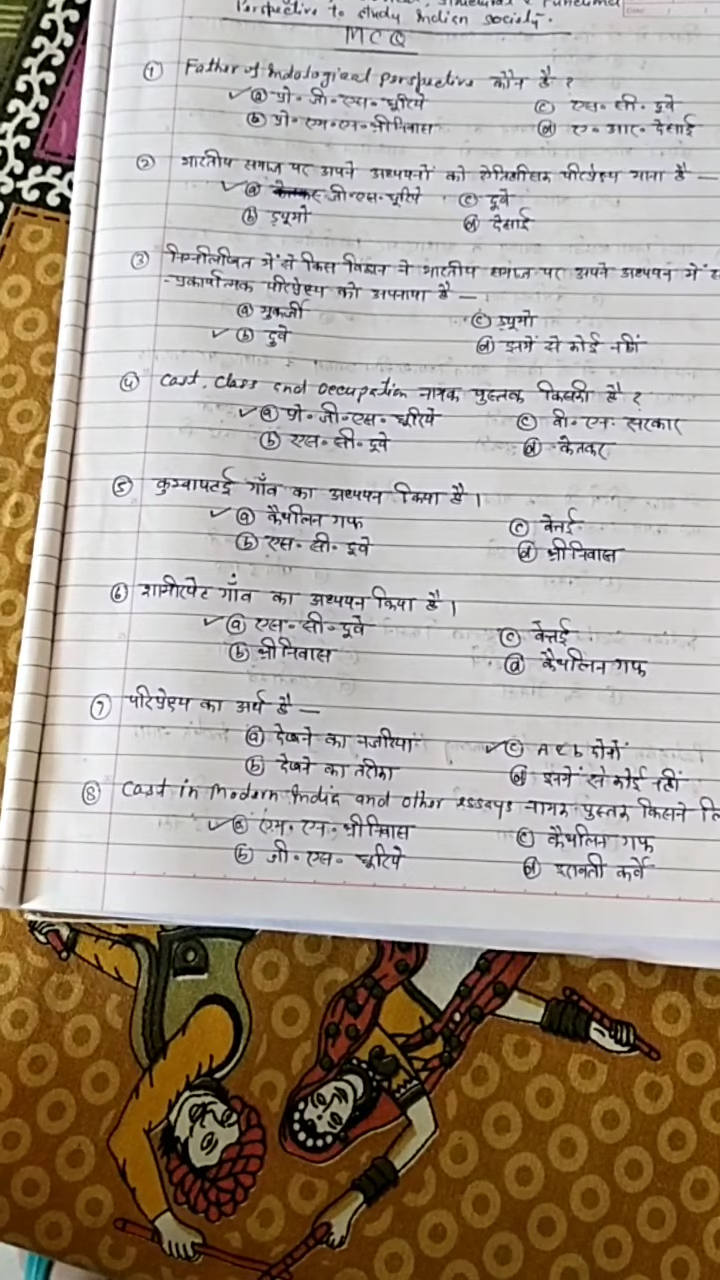 Perspective to study Indian society.
MCQ
① Father of Indological perspective कौन है ?
✓ⓐ प्रो॰ जी॰ एस॰ घूरिये ⓒ एस॰ सी॰ दुबे
ⓑ प्रो॰ एम॰ एन॰ श्रीनिवास ⓓ ए॰ आर॰ देसाई
② भारतीय समाज पर अपने अध्ययनों को परिप्रेक्ष्य माना है —
✓ⓐ जी॰ एस॰ घूरिये ⓒ दूबे
ⓑ ड्यूमो ⓓ देसाई
③ निम्नलिखित में से किस विद्वान ने भारतीय समाज पर अपने अध्ययन में
-प्रकार्यात्मक परिप्रेक्ष्य को अपनाया है —
ⓐ मुकर्जी ⓒ ड्यूमो
✓ⓑ दुबे ⓓ इनमें से कोई नहीं
④ Cast, Class and Occupation नामक पुस्तक किसकी है ?
✓ⓐ प्रो॰ जी॰ एस॰ घूरिये ⓒ बी॰ एन॰ सरकार
ⓑ एस॰ सी॰ दूबे ⓓ केतकर
⑤ कुम्बापटई गाँव का अध्ययन किया है।
✓ⓐ कैथलिन गफ ⓒ वेनई
ⓑ एस॰ सी॰ दूबे ⓓ श्रीनिवास
⑥ शामीरपेट गाँव का अध्ययन किया है।
✓ⓐ एस॰ सी॰ दूबे ⓒ वेनई
ⓑ श्रीनिवास ⓓ कैथलिन गफ
⑦ परिप्रेक्ष्य का अर्थ है —
ⓐ देखने का नजरिया ✓ⓒ A & b दोनों
ⓑ देखने का तरीका ⓓ इनमें से कोई नहीं
⑧ Cast in Modern India and other essays नामक पुस्तक किसने
✓ⓐ एम॰ एन॰ श्रीनिवास ⓒ कैथलिन गफ
ⓑ जी॰ एस॰ घूरिये ⓓ इरावती कर्वे